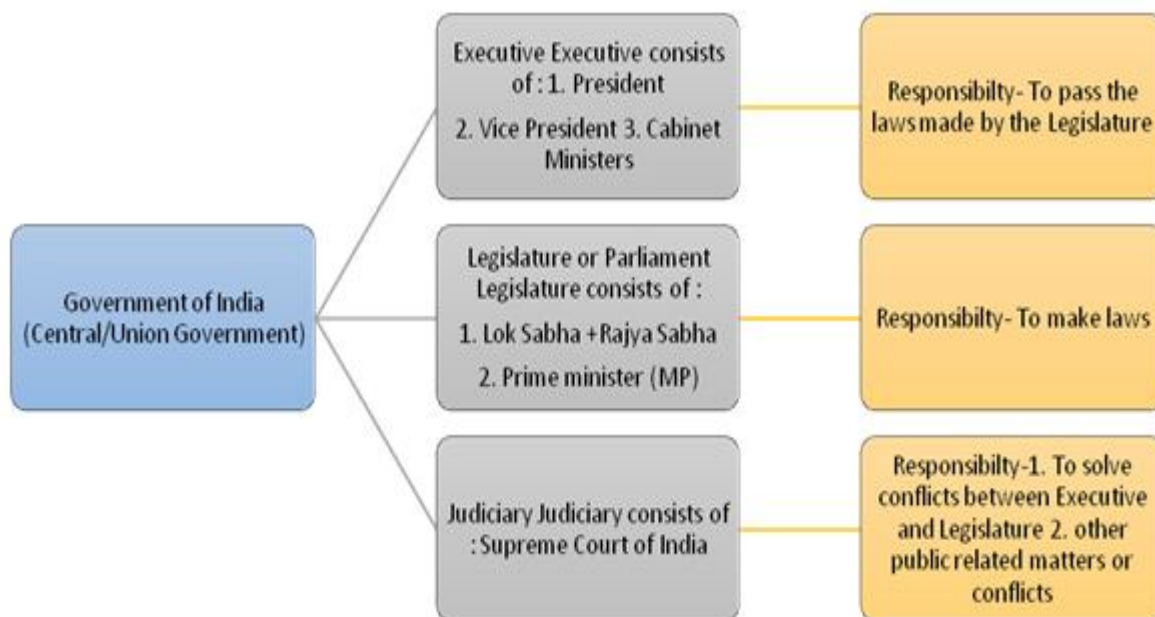 Government of India
(Central/Union Government)
Executive Executive consists
of : 1. President
2. Vice President 3. Cabinet
Ministers
Responsibilty- To pass the
laws made by the Legislature
Legislature or Parliament
Legislature consists of :
1. Lok Sabha +Rajya Sabha
2. Prime minister (MP)
Responsibilty- To make laws
Judiciary Judiciary consists of
: Supreme Court of India
Responsibilty-1. To solve
conflicts between Executive
and Legislature 2. other
public related matters or
conflicts